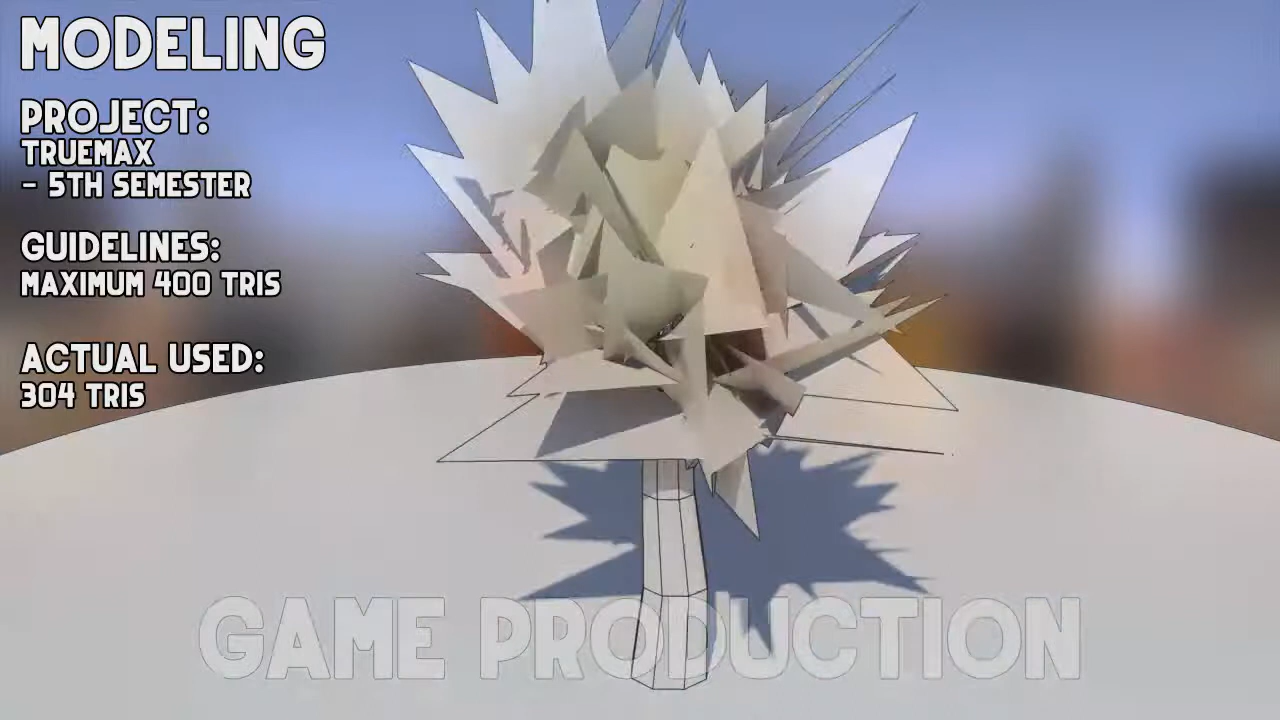 MODELING
PROJECT:
TRUEMAX
- 5TH SEMESTER
GUIDELINES:
MAXIMUM 400 TRIS
ACTUAL USED:
304 TRIS
GAME PRODUCTION